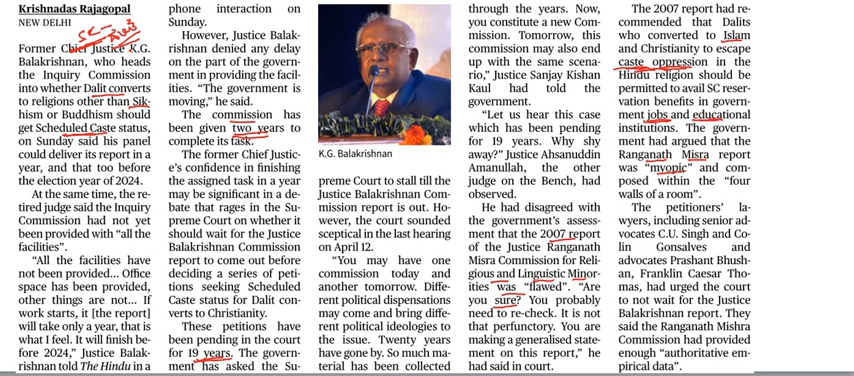 Krishnadas Rajagopal
NEW DELHI
SC-
Former Chief Justice K.G.
Balakrishnan, who heads
the Inquiry Commission
into whether Dalit converts
to religions other than Sik-
hism or Buddhism should
get Scheduled Caste status,
on Sunday said his panel
could deliver its report in a
year, and that too before
the election year of 2024.
At the same time, the re-
tired judge said the Inquiry
Commission had not yet
been provided with “all the
facilities”.
“All the facilities have
not been provided... Office
space has been provided,
other things are not... If
work starts, it [the report]
will take only a year, that is
what I feel. It will finish be-
fore 2024,” Justice Balak-
rishnan told The Hindu in a
phone interaction on
Sunday.
However, Justice Balak-
rishnan denied any delay
on the part of the govern-
ment in providing the facil-
ities. “The government is
moving,” he said.
The commission has
been given two years to
complete its task.
The former Chief Justic-
e’s confidence in finishing
the assigned task in a year
may be significant in a de-
bate that rages in the Su-
preme Court on whether it
should wait for the Justice
Balakrishnan Commission
report to come out before
deciding a series of peti-
tions seeking Scheduled
Caste status for Dalit con-
verts to Christianity.
These petitions have
been pending in the court
for 19 years. The govern-
ment has asked the Su-
K.G. Balakrishnan
preme Court to stall till the
Justice Balakrishnan Com-
mission report is out. Ho-
wever, the court sounded
sceptical in the last hearing
on April 12.
“You may have one
commission today and
another tomorrow. Diffe-
rent political dispensations
may come and bring diffe-
rent political ideologies to
the issue. Twenty years
have gone by. So much ma-
terial has been collected
through the years. Now,
you constitute a new Com-
mission. Tomorrow, this
commission may also end
up with the same scena-
rio,” Justice Sanjay Kishan
Kaul had told the
government.
“Let us hear this case
which has been pending
for 19 years. Why shy
away?” Justice Ahsanuddin
Amanullah, the other
judge on the Bench, had
observed.
He had disagreed with
the government’s assess-
ment that the 2007 report
of the Justice Ranganath
Misra Commission for Reli-
gious and Linguistic Minor-
ities was “flawed”. “Are
you sure? You probably
need to re-check. It is not
that perfunctory. You are
making a generalised state-
ment on this report,” he
had said in court.
The 2007 report had re-
commended that Dalits
who converted to Islam
and Christianity to escape
caste oppression in the
Hindu religion should be
permitted to avail SC reser-
vation benefits in govern-
ment jobs and educational
institutions. The govern-
ment had argued that the
Ranganath Misra report
was “myopic” and com-
posed within the “four
walls of a room”.
The petitioners’ la-
wyers, including senior ad-
vocates C.U. Singh and Co-
lin Gonsalves and
advocates Prashant Bhush-
an, Franklin Caesar Tho-
mas, had urged the court
to not wait for the Justice
Balakrishnan report. They
said the Ranganath Mishra
Commission had provided
enough “authoritative em-
pirical data”.